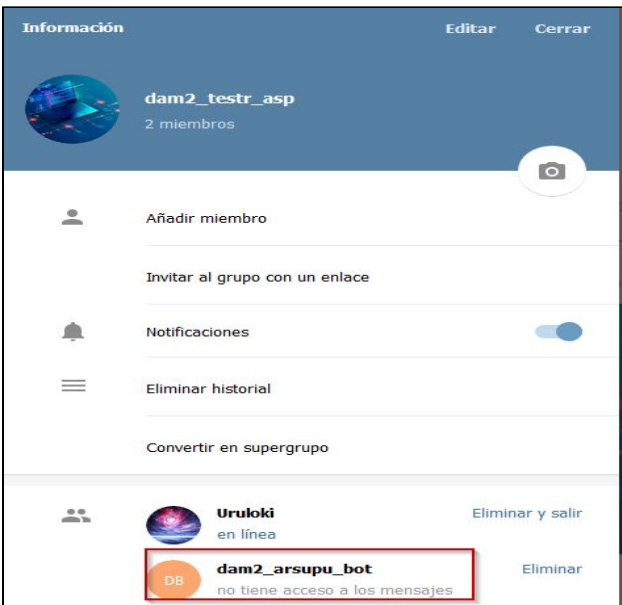 Información Editar Cerrar
dam2_testr_asp
2 miembros
Añadir miembro
Invitar al grupo con un enlace
Notificaciones
Eliminar historial
Convertir en supergrupo
Uruloki Eliminar y salir
en línea
DB
dam2_arsupu_bot Eliminar
no tiene acceso a los mensajes